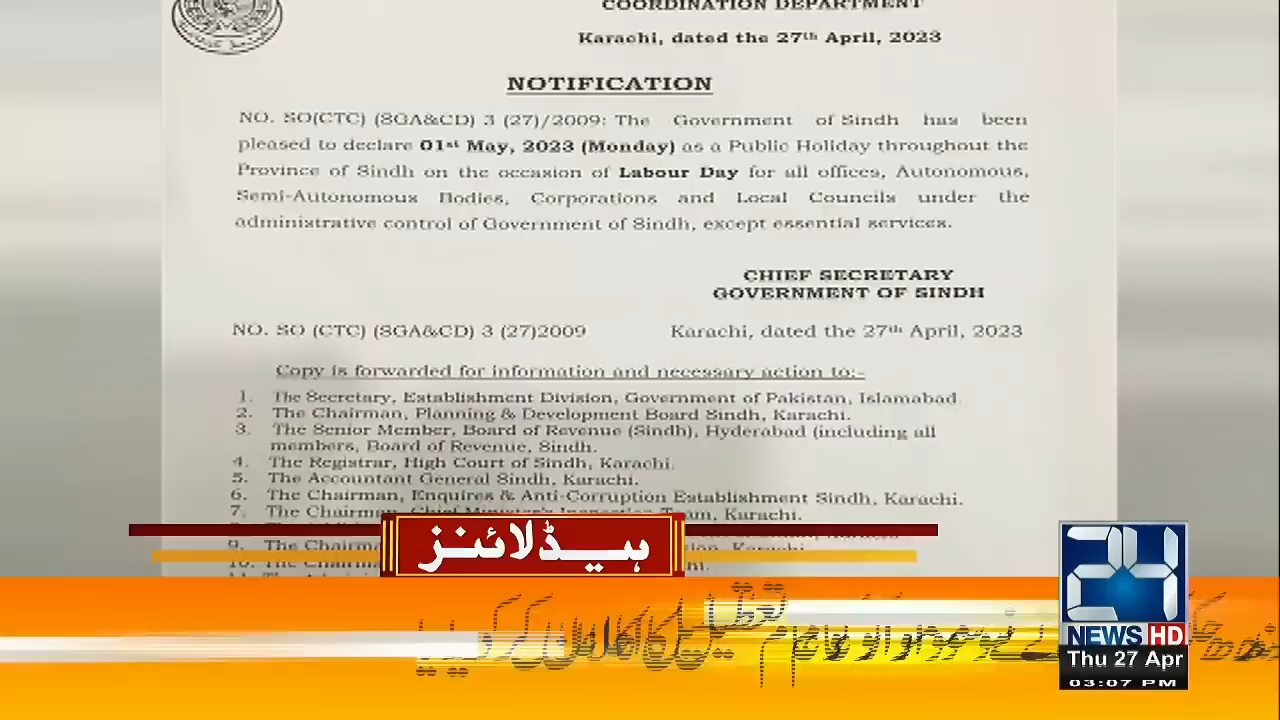 COORDINATION DEPARTMENT
Karachi, dated the 27th April, 2023
NOTIFICATION
NO. SO(CTC) (SGA&CD) 3 (27)/2009: The Government of Sindh has been
pleased to declare 01st May, 2023 (Monday) as a Public Holiday throughout the
Province of Sindh on the occasion of Labour Day for all offices, Autonomous,
Semi-Autonomous Bodies, Corporations and Local Councils under the
administrative control of Government of Sindh, except essential services.
CHIEF SECRETARY
GOVERNMENT OF SINDH
NO. SO (CTC) (SGA&CD) 3 (27)2009 Karachi, dated the 27th April, 2023
Copy is forwarded for information and necessary action to:-
1. The Secretary, Establishment Division, Government of Pakistan, Islamabad.
2. The Chairman, Planning & Development Board Sindh, Karachi.
3. The Senior Member, Board of Revenue (Sindh), Hyderabad (including all
members, Board of Revenue, Sindh.
4. The Registrar, High Court of Sindh, Karachi.
5. The Accountant General Sindh, Karachi.
6. The Chairman, Enquires & Anti-Corruption Establishment Sindh, Karachi.
7. The Chairman, Chief Minister's Inspection Team, Karachi.
9. The
10. The
ہیڈلائنز
عام تعطیل کا
24
NEWS HD
Thu 27 Apr
03:07 PM